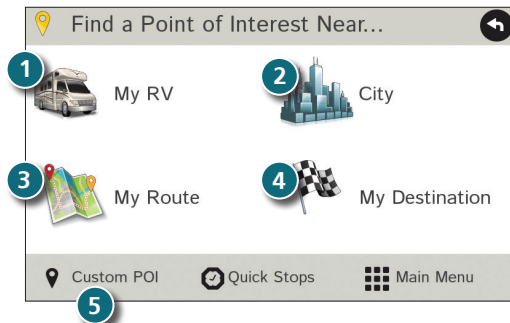 Find a Point of Interest Near...
1
My RV
2
City
3
My Route
4
My Destination
Custom POI
Quick Stops
Main Menu
5